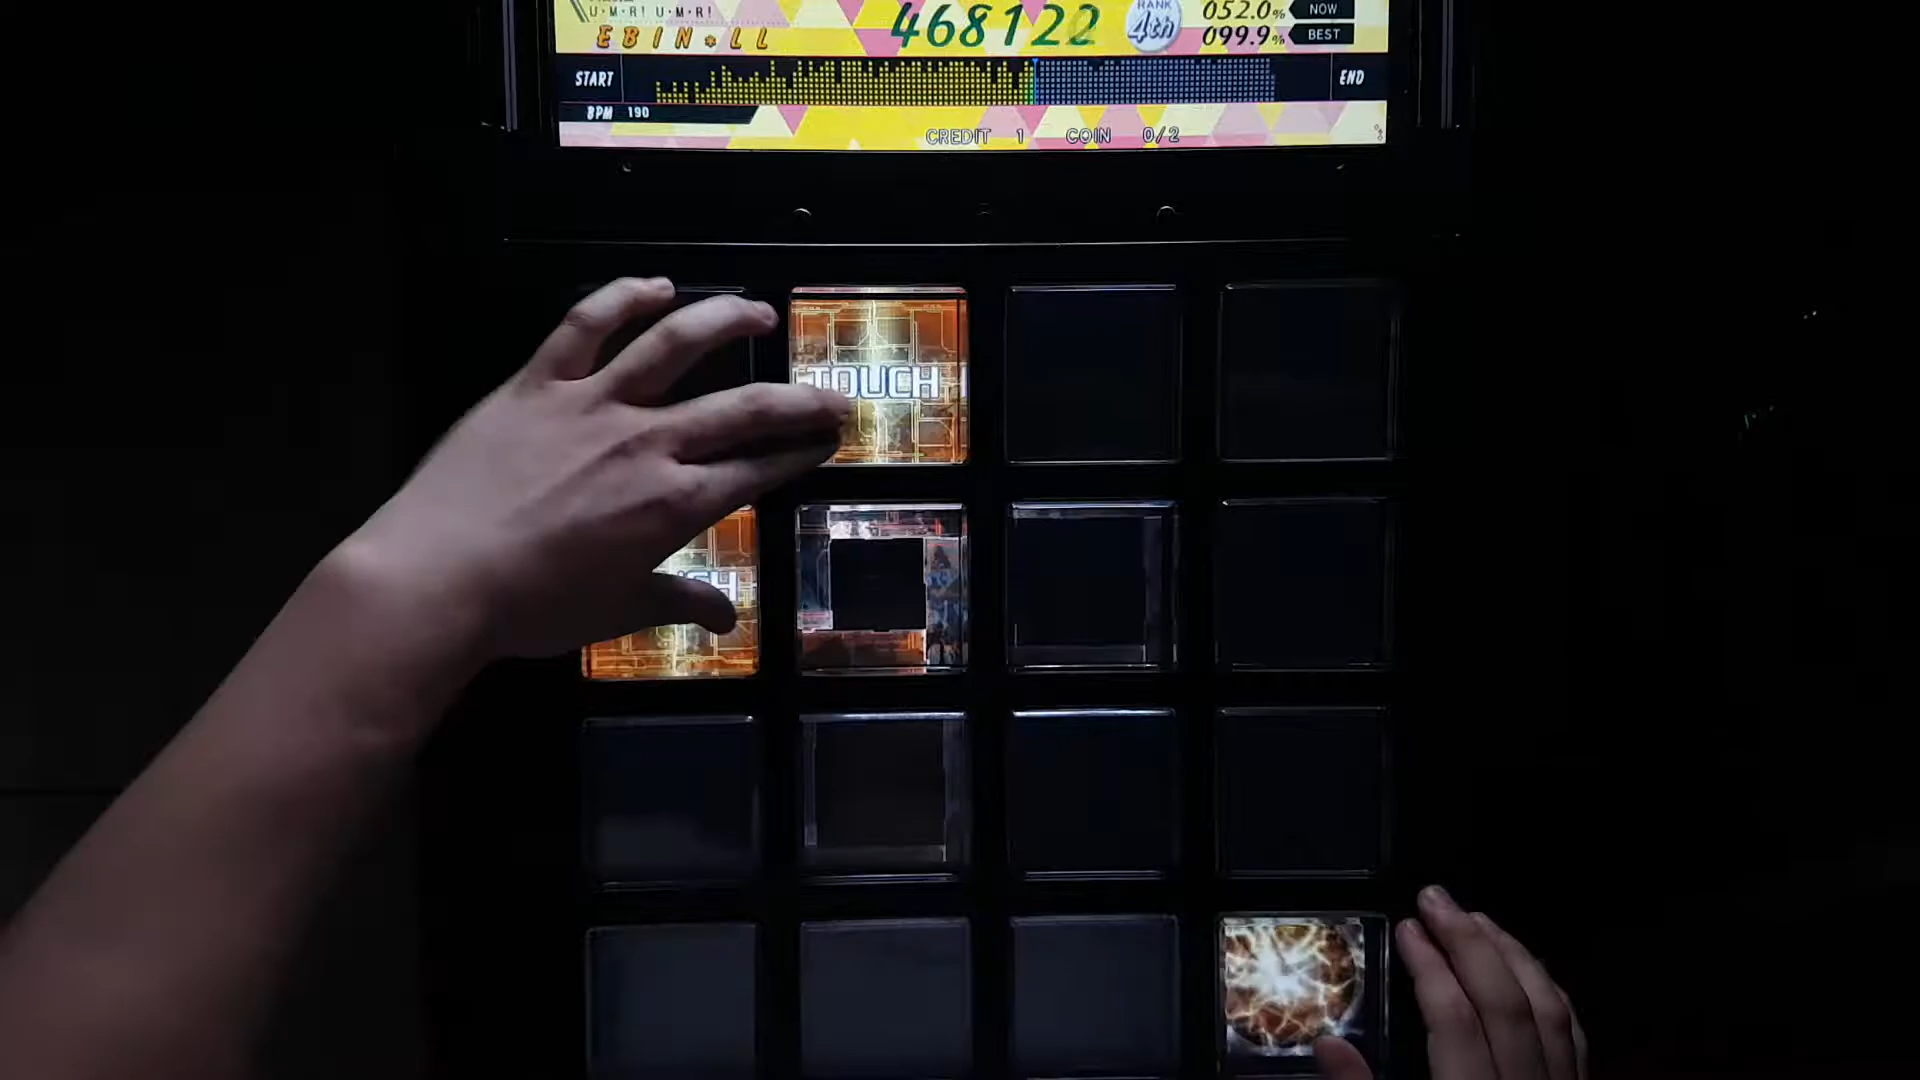 U·M·R! U·M·R!
EBIN*LL
468122
RANK
4th
052.0% NOW
099.9% BEST
START
END
BPM 190
CREDIT 1 COIN 0/2
TOUCH